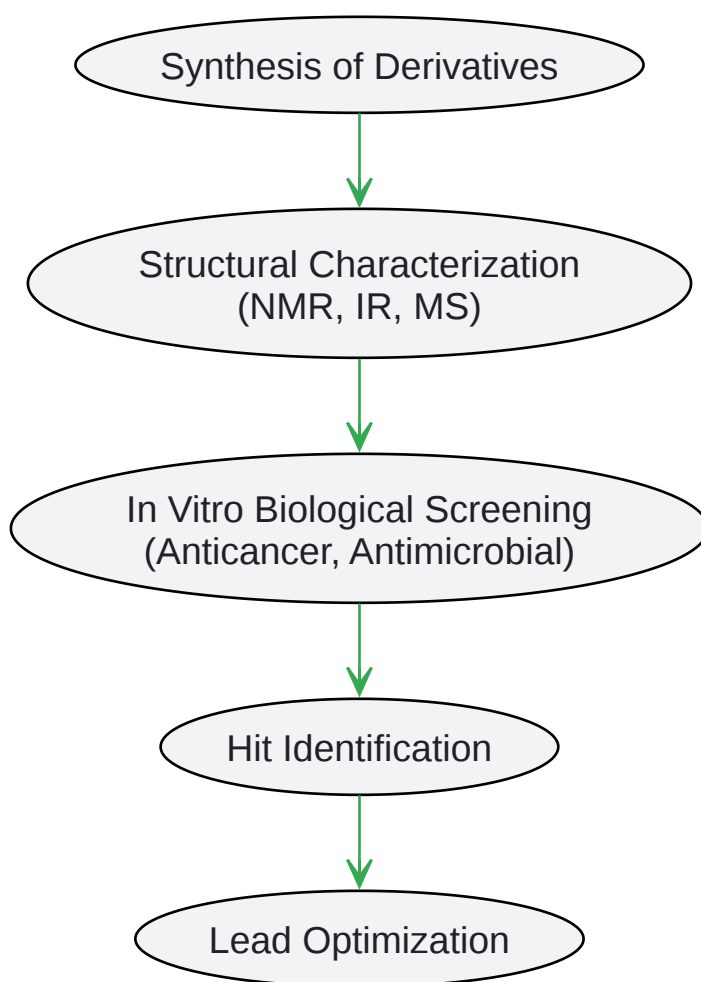 Synthesis of Derivatives
Structural Characterization
(NMR, IR, MS)
In Vitro Biological Screening
(Anticancer, Antimicrobial)
Hit Identification
Lead Optimization